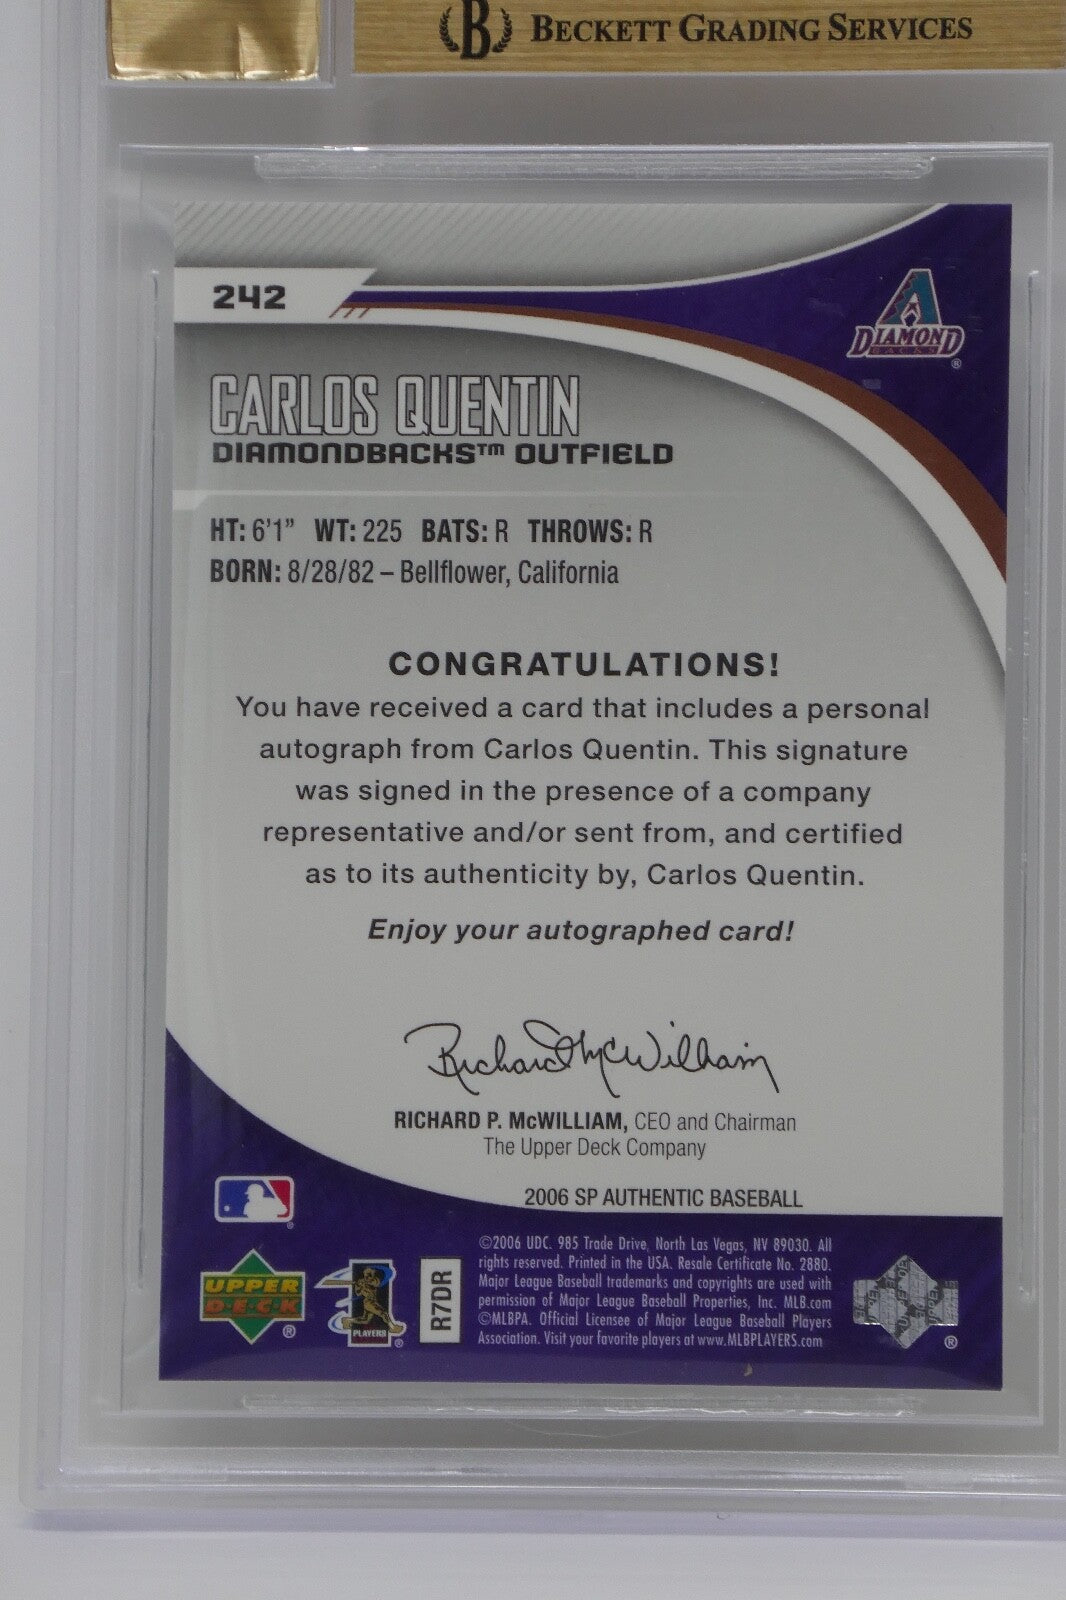 B BECKETT GRADING SERVICES
242
A
DIAMOND
BACKS
®
CARLOS QUENTIN
DIAMONDBACKS™ OUTFIELD
HT: 6'1" WT: 225 BATS: R THROWS: R
BORN: 8/28/82 – Bellflower, California
CONGRATULATIONS!
You have received a card that includes a personal
autograph from Carlos Quentin. This signature
was signed in the presence of a company
representative and/or sent from, and certified
as to its authenticity by, Carlos Quentin.
Enjoy your autographed card!
Richard McWilliam
RICHARD P. McWILLIAM, CEO and Chairman
The Upper Deck Company
2006 SP AUTHENTIC BASEBALL
©2006 UDC. 985 Trade Drive, North Las Vegas, NV 89030. All
rights reserved. Printed in the USA. Resale Certificate No. 2880.
Major League Baseball trademarks and copyrights are used with
permission of Major League Baseball Properties, Inc. MLB.com
©MLBPA. Official Licensee of Major League Baseball Players
Association. Visit your favorite players at www.MLBPLAYERS.com
UPPER
DECK
®
PLAYERS
®
R7DR
®